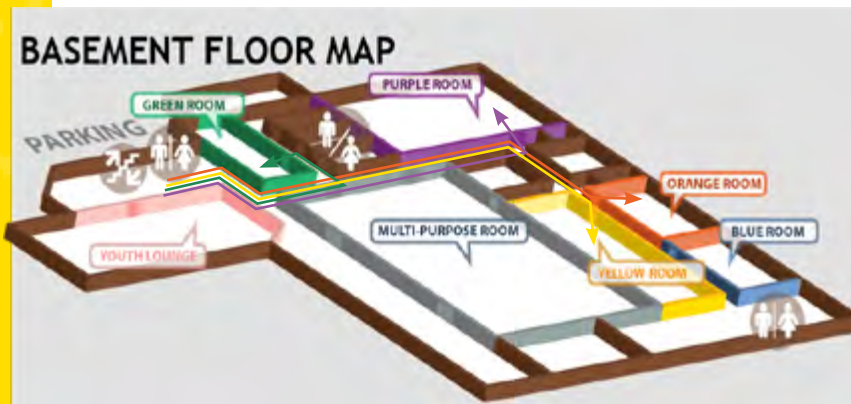 BASEMENT FLOOR MAP
PURPLE ROOM
GREEN ROOM
PARKING
ORANGE ROOM
MULTI-PURPOSE ROOM
BLUE ROOM
YOUTH LOUNGE
YELLOW ROOM